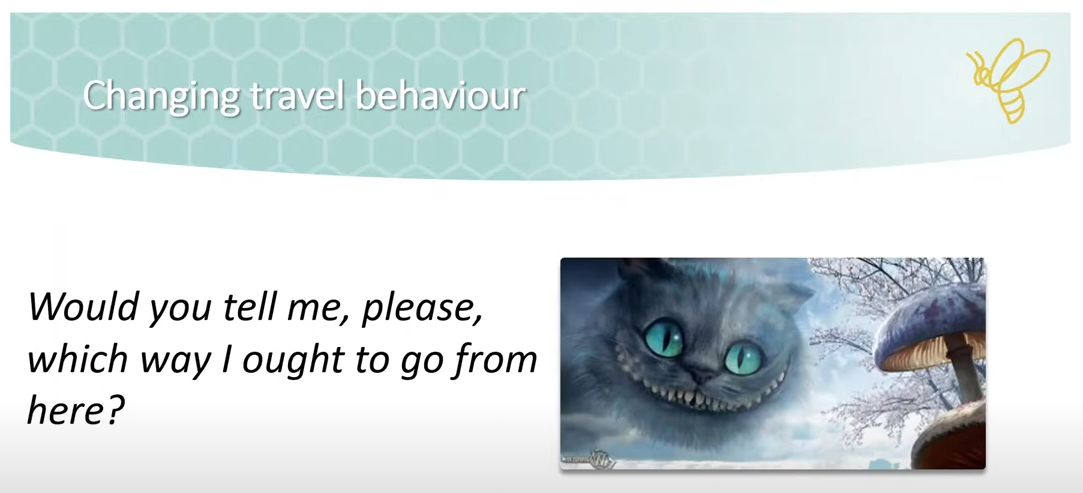 Changing travel behaviour
Would you tell me, please,
which way I ought to go from
here?